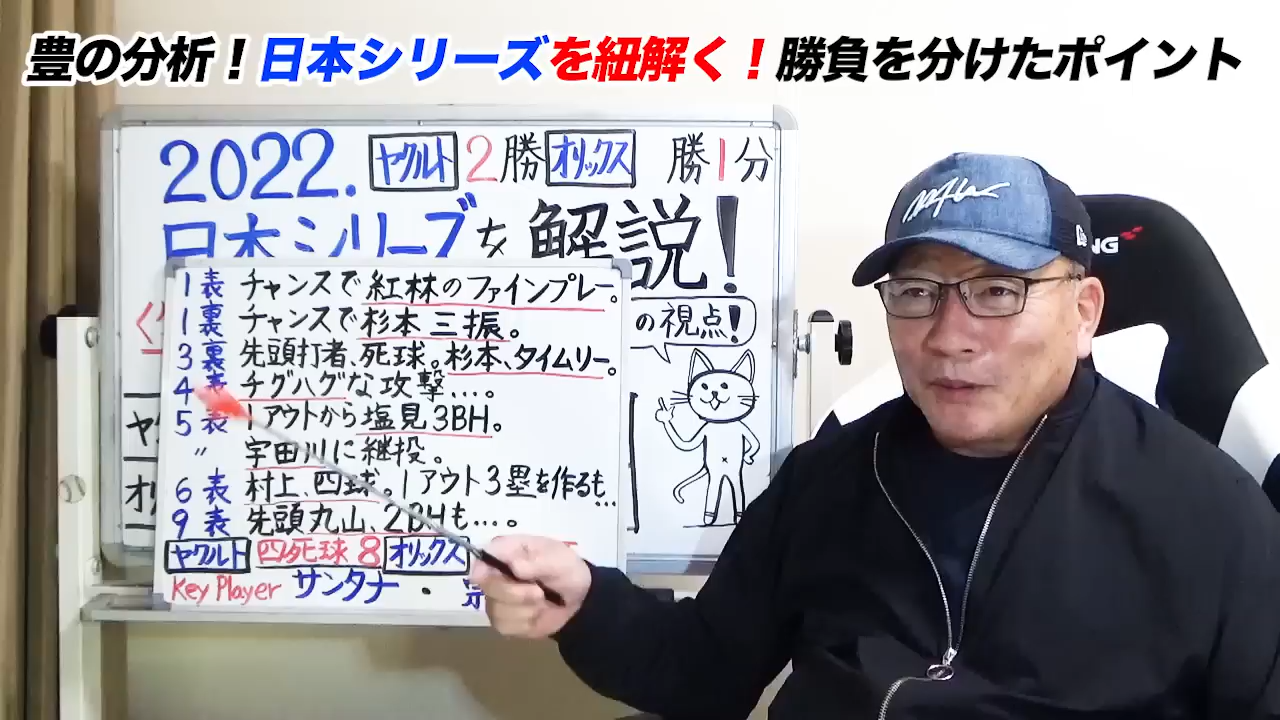 豊の分析！日本シリーズを紐解く！勝負を分けたポイント
2022. ヤクルト 2勝 オリックス 勝1分
日本シリーズを解説!
の視点!
1表 チャンスで紅林のファインプレー。
1裏 チャンスで杉本三振。
3裏 先頭打者、死球。杉本、タイムリー。
4表 チグハグな攻撃...。
5表 1アウトから塩見3BH。
〃 宇田川に継投。
6表 村上、四球。1アウト3塁を作るも...
9表 先頭丸山、2BHも...。
ヤクルト 四死球8 オリックス
Key Player サンタナ・
ヤ
オリ
NG